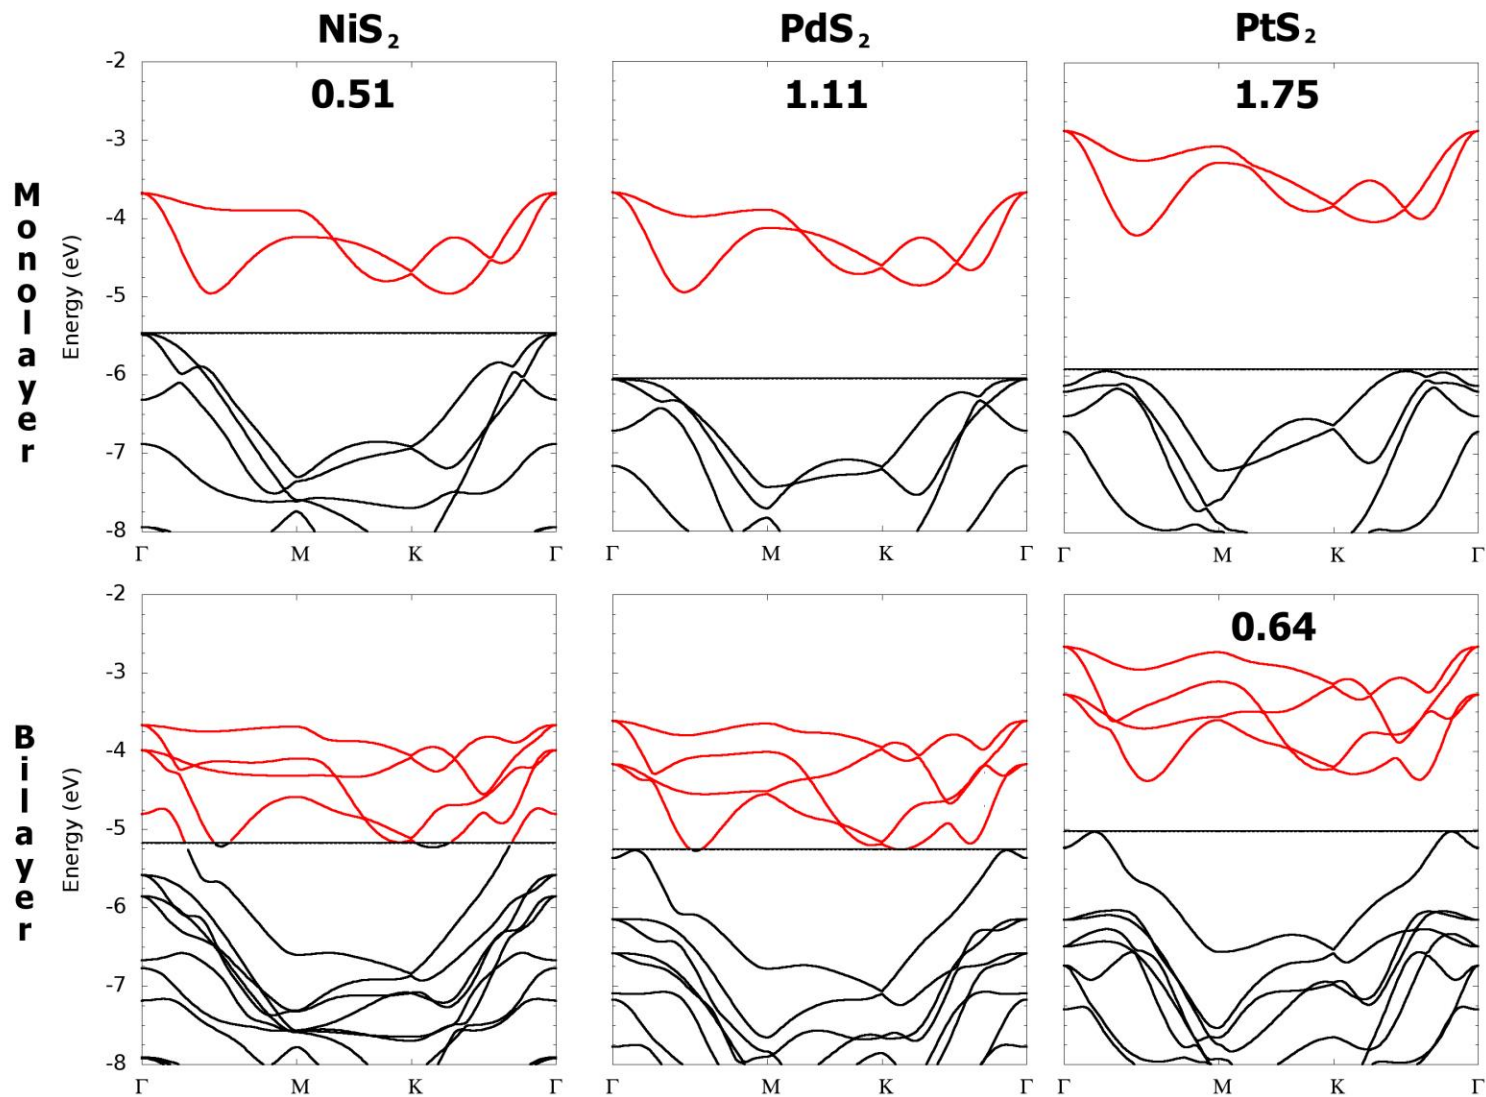 NiS₂ PdS₂ PtS₂
0.51 1.11 1.75
Monolayer
Energy (eV)
-2
-3
-4
-5
-6
-7
-8
Γ M K Γ
Γ M K Γ
Γ M K Γ
0.64
Bilayer
Energy (eV)
-2
-3
-4
-5
-6
-7
-8
Γ M K Γ
Γ M K Γ
Γ M K Γ